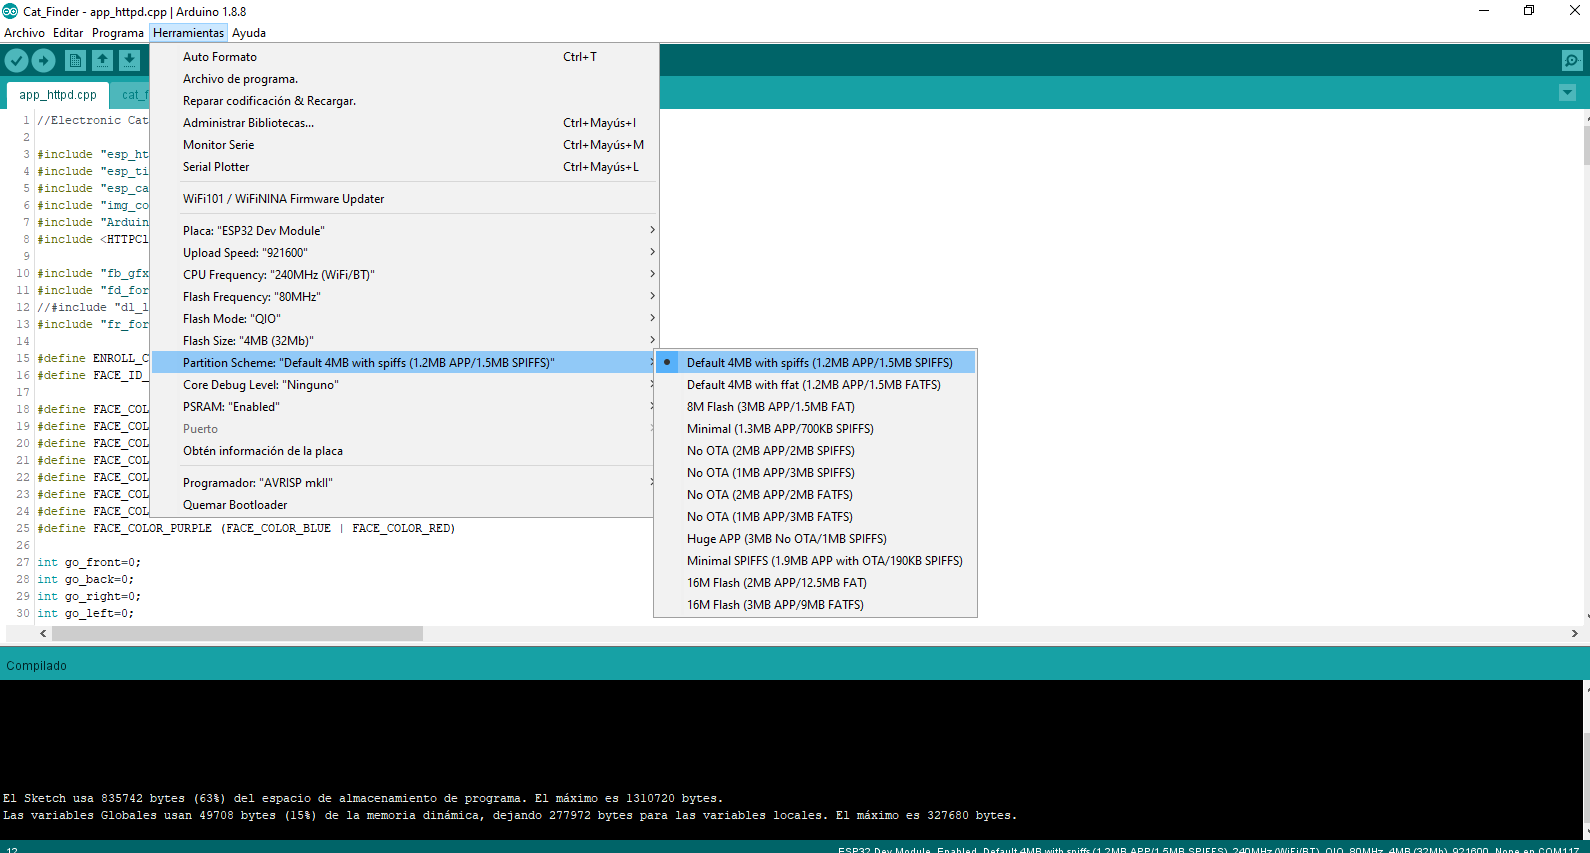 Cat_Finder - app_httpd.cpp | Arduino 1.8.8
Archivo Editar Programa Herramientas Ayuda
app_httpd.cpp cat_f
Auto Formato Ctrl+T
Archivo de programa.
Reparar codificación & Recargar.
Administrar Bibliotecas... Ctrl+Mayús+I
Monitor Serie Ctrl+Mayús+M
Serial Plotter Ctrl+Mayús+L
WiFi101 / WiFiNINA Firmware Updater
Placa: "ESP32 Dev Module"
Upload Speed: "921600"
CPU Frequency: "240MHz (WiFi/BT)"
Flash Frequency: "80MHz"
Flash Mode: "QIO"
Flash Size: "4MB (32Mb)"
Partition Scheme: "Default 4MB with spiffs (1.2MB APP/1.5MB SPIFFS)"
Core Debug Level: "Ninguno"
PSRAM: "Enabled"
Puerto
Obtén información de la placa
Programador: "AVRISP mkII"
Quemar Bootloader
Default 4MB with spiffs (1.2MB APP/1.5MB SPIFFS)
Default 4MB with ffat (1.2MB APP/1.5MB FATFS)
8M Flash (3MB APP/1.5MB FAT)
Minimal (1.3MB APP/700KB SPIFFS)
No OTA (2MB APP/2MB SPIFFS)
No OTA (1MB APP/3MB SPIFFS)
No OTA (2MB APP/2MB FATFS)
No OTA (1MB APP/3MB FATFS)
Huge APP (3MB No OTA/1MB SPIFFS)
Minimal SPIFFS (1.9MB APP with OTA/190KB SPIFFS)
16M Flash (2MB APP/12.5MB FAT)
16M Flash (3MB APP/9MB FATFS)
1 //Electronic Cat
2
3 #include "esp_ht
4 #include "esp_ti
5 #include "esp_ca
6 #include "img_co
7 #include "Arduin
8 #include <HTTPCl
9
10 #include "fb_gfx
11 #include "fd_for
12 //#include "dl_l
13 #include "fr_for
14
15 #define ENROLL_C
16 #define FACE_ID_
17
18 #define FACE_COL
19 #define FACE_COL
20 #define FACE_COL
21 #define FACE_COL
22 #define FACE_COL
23 #define FACE_COL
24 #define FACE_COL
25 #define FACE_COLOR_PURPLE (FACE_COLOR_BLUE | FACE_COLOR_RED)
26
27 int go_front=0;
28 int go_back=0;
29 int go_right=0;
30 int go_left=0;
Compilado
El Sketch usa 835742 bytes (63%) del espacio de almacenamiento de programa. El máximo es 1310720 bytes.
Las variables Globales usan 49708 bytes (15%) de la memoria dinámica, dejando 277972 bytes para las variables locales. El máximo es 327680 bytes.
12 ESP32 Dev Module, Enabled, Default 4MB with spiffs (1.2MB APP/1.5MB SPIFFS), 240MHz (WiFi/BT), QIO, 80MHz, 4MB (32Mb), 921600, None en COM117